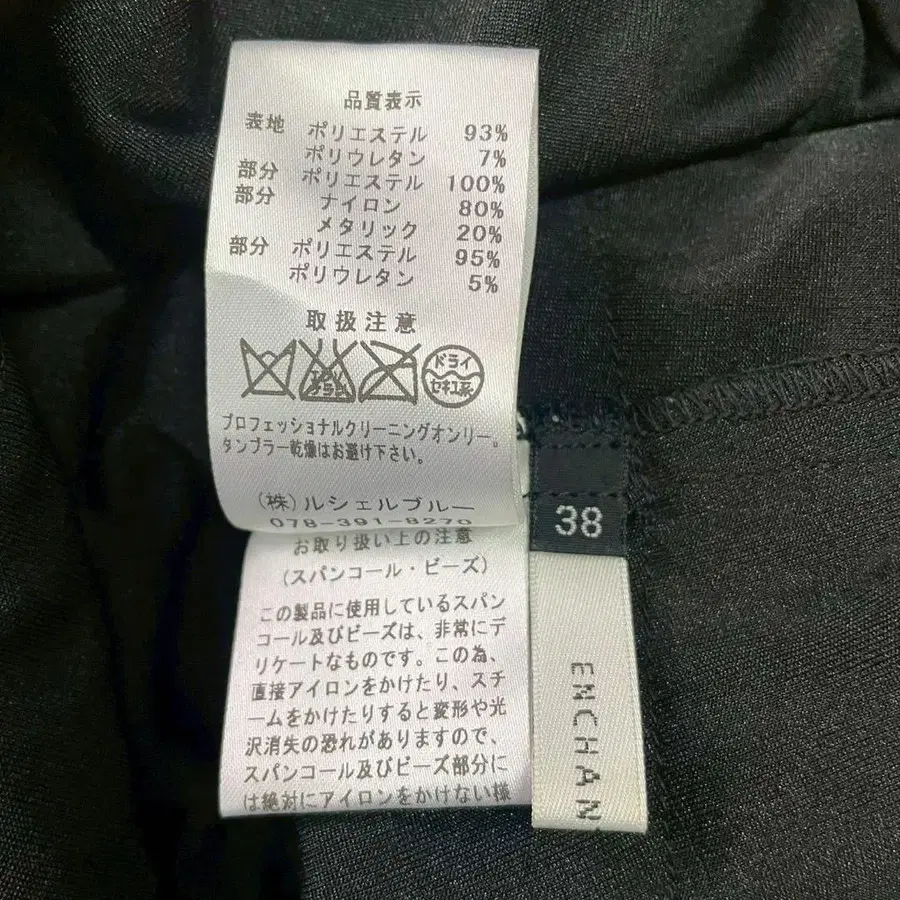 品質表示
表地 ポリエステル 93%
ポリウレタン 7%
部分 ポリエステル 100%
部分 ナイロン 80%
メタリック 20%
部分 ポリエステル 95%
ポリウレタン 5%
取扱注意
エンソサラシ
ドライ
セキユ系
プロフェッショナルクリーニングオンリー。
タンブラー乾燥はお避け下さい。
(株)ルシェルブルー
078-391-8270
お取り扱い上の注意
(スパンコール・ビーズ)
この製品に使用しているスパン
コール及びビーズは、非常にデ
リケートなものです。この為、
直接アイロンをかけたり、スチ
ームをかけたりすると変形や光
沢消失の恐れがありますので、
スパンコール及びビーズ部分に
は絶対にアイロンをかけない様
38
ENCHAN